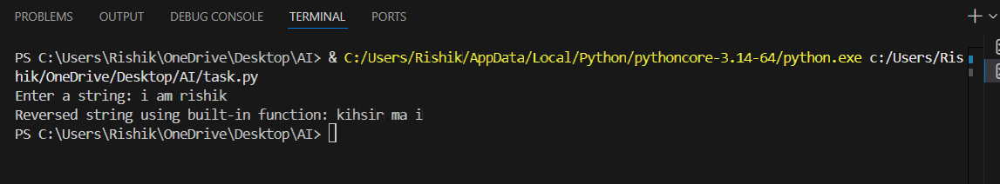 PROBLEMS OUTPUT DEBUG CONSOLE TERMINAL PORTS
PS C:\Users\Rishik\OneDrive\Desktop\AI> & C:/Users/Rishik/AppData/Local/Python/pythoncore-3.14-64/python.exe c:/Users/Ris
hik/OneDrive/Desktop/AI/task.py
Enter a string: i am rishik
Reversed string using built-in function: kihsir ma i
PS C:\Users\Rishik\OneDrive\Desktop\AI>